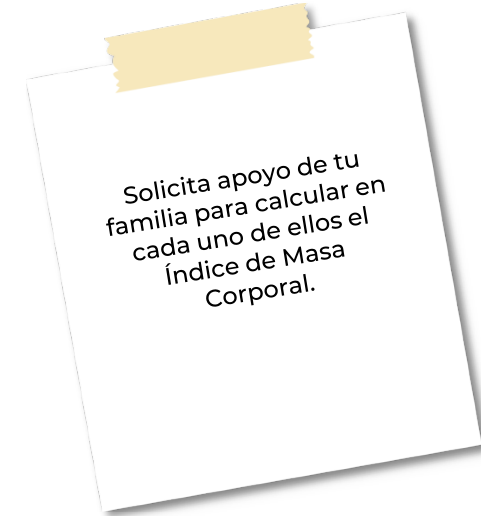 Solicita apoyo de tu
familia para calcular en
cada uno de ellos el
Índice de Masa
Corporal.